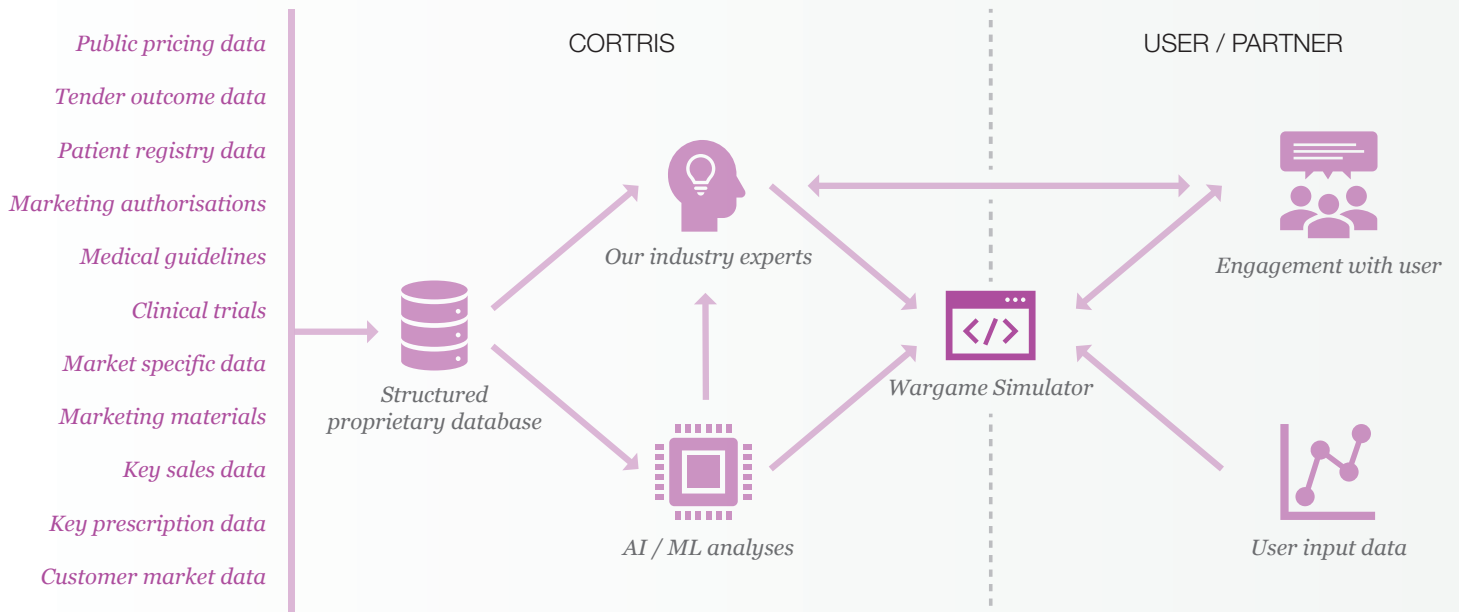 Public pricing data
Tender outcome data
Patient registry data
Marketing authorisations
Medical guidelines
Clinical trials
Market specific data
Marketing materials
Key sales data
Key prescription data
Customer market data
CORTRIS
USER / PARTNER
Our industry experts
Engagement with user
Structured
proprietary database
</>
Wargame Simulator
AI / ML analyses
User input data